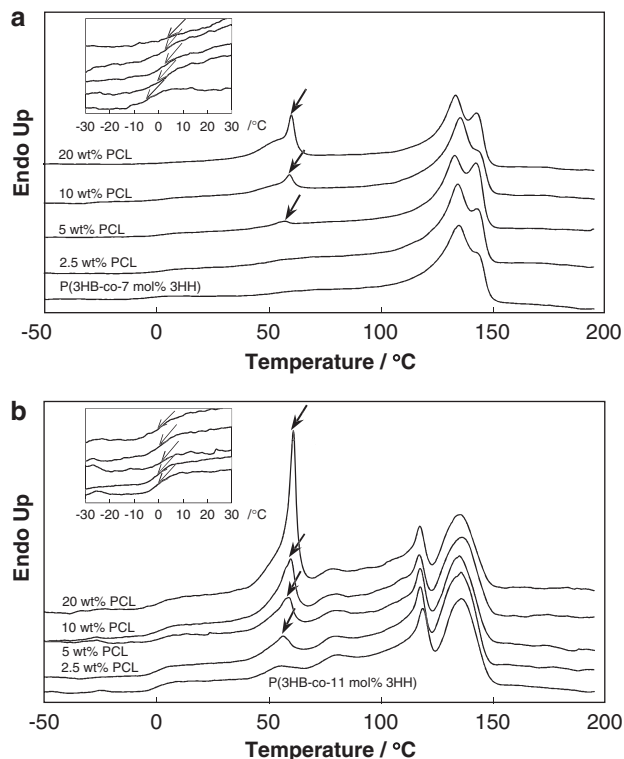 a
Endo Up
-30 -20 -10 0 10 20 30 /°C
20 wt% PCL
10 wt% PCL
5 wt% PCL
2.5 wt% PCL
P(3HB-co-7 mol% 3HH)
-50 0 50 100 150 200
Temperature / °C
b
Endo Up
-30 -20 -10 0 10 20 30 /°C
20 wt% PCL
10 wt% PCL
5 wt% PCL
2.5 wt% PCL
P(3HB-co-11 mol% 3HH)
-50 0 50 100 150 200
Temperature / °C